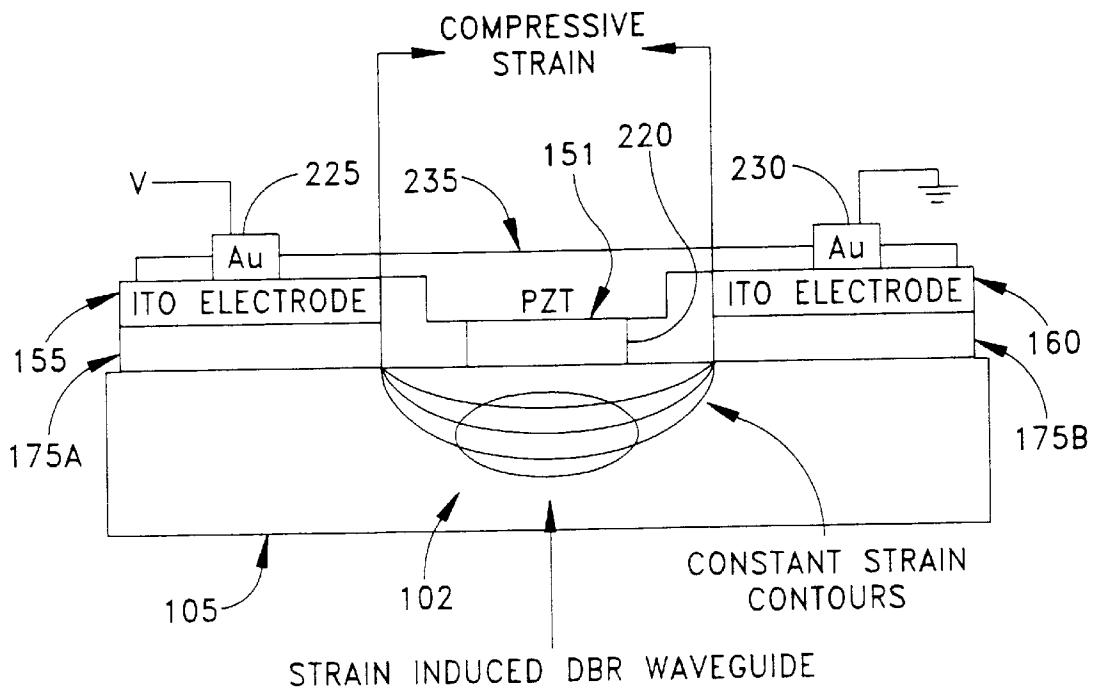 COMPRESSIVE
STRAIN
220
151
V
225
235
230
Au
Au
ITO ELECTRODE
PZT
ITO ELECTRODE
155
160
175A
175B
105
102
CONSTANT STRAIN
CONTOURS
STRAIN INDUCED DBR WAVEGUIDE